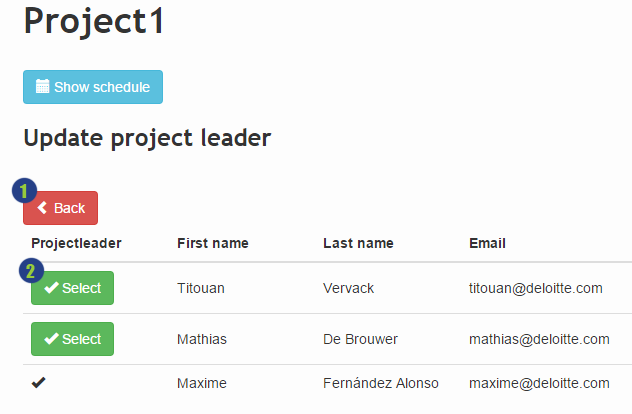 Project1
Show schedule
Update project leader
1
Back
Projectleader First name Last name Email
2
Select Titouan Vervack titouan@deloitte.com
Select Mathias De Brouwer mathias@deloitte.com
Maxime Fernández Alonso maxime@deloitte.com